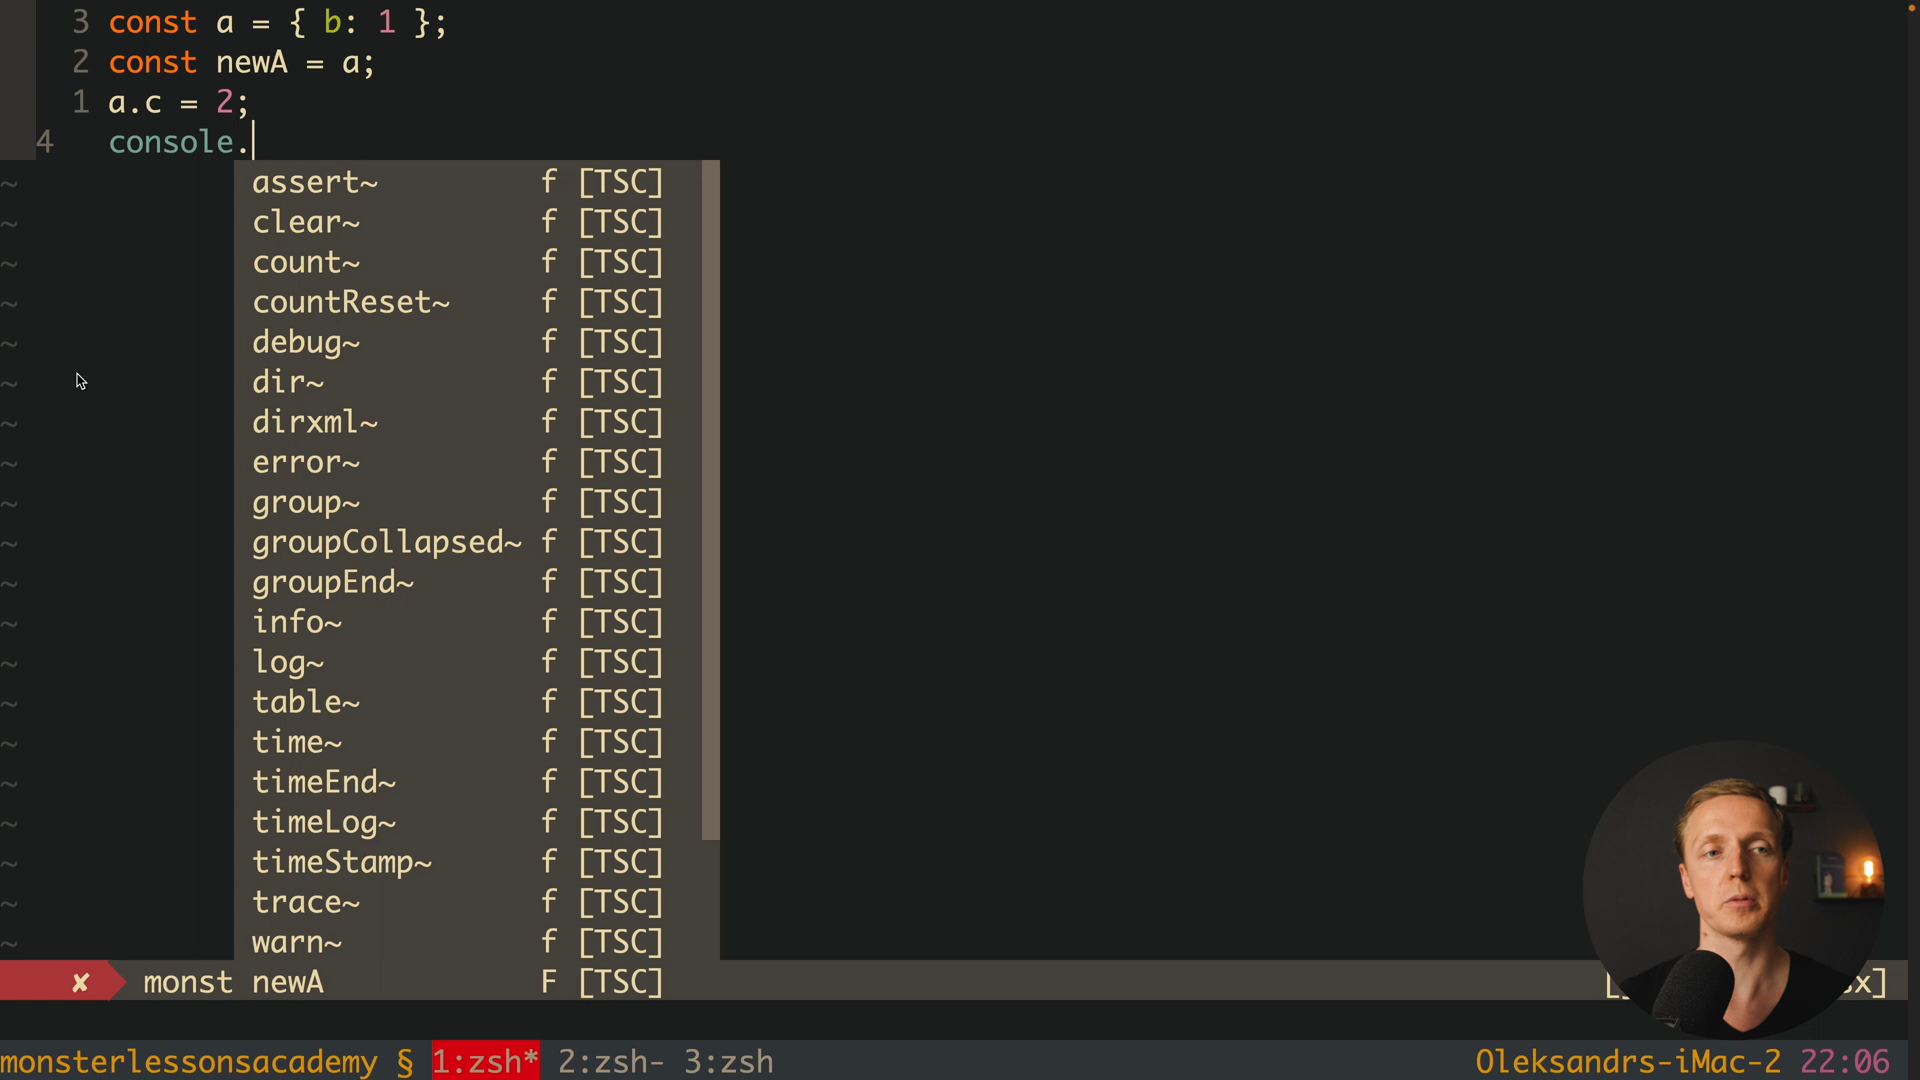 3 const a = { b: 1 };
2 const newA = a;
1 a.c = 2;
4 console.
~ assert~ f [TSC]
~ clear~ f [TSC]
~ count~ f [TSC]
~ countReset~ f [TSC]
~ debug~ f [TSC]
~ dir~ f [TSC]
~ dirxml~ f [TSC]
~ error~ f [TSC]
~ group~ f [TSC]
~ groupCollapsed~ f [TSC]
~ groupEnd~ f [TSC]
~ info~ f [TSC]
~ log~ f [TSC]
~ table~ f [TSC]
~ time~ f [TSC]
~ timeEnd~ f [TSC]
~ timeLog~ f [TSC]
~ timeStamp~ f [TSC]
~ trace~ f [TSC]
~ warn~ f [TSC]
✘ monst newA F [TSC]
monsterlessonsacademy § 1:zsh* 2:zsh- 3:zsh Oleksandrs-iMac-2 22:06